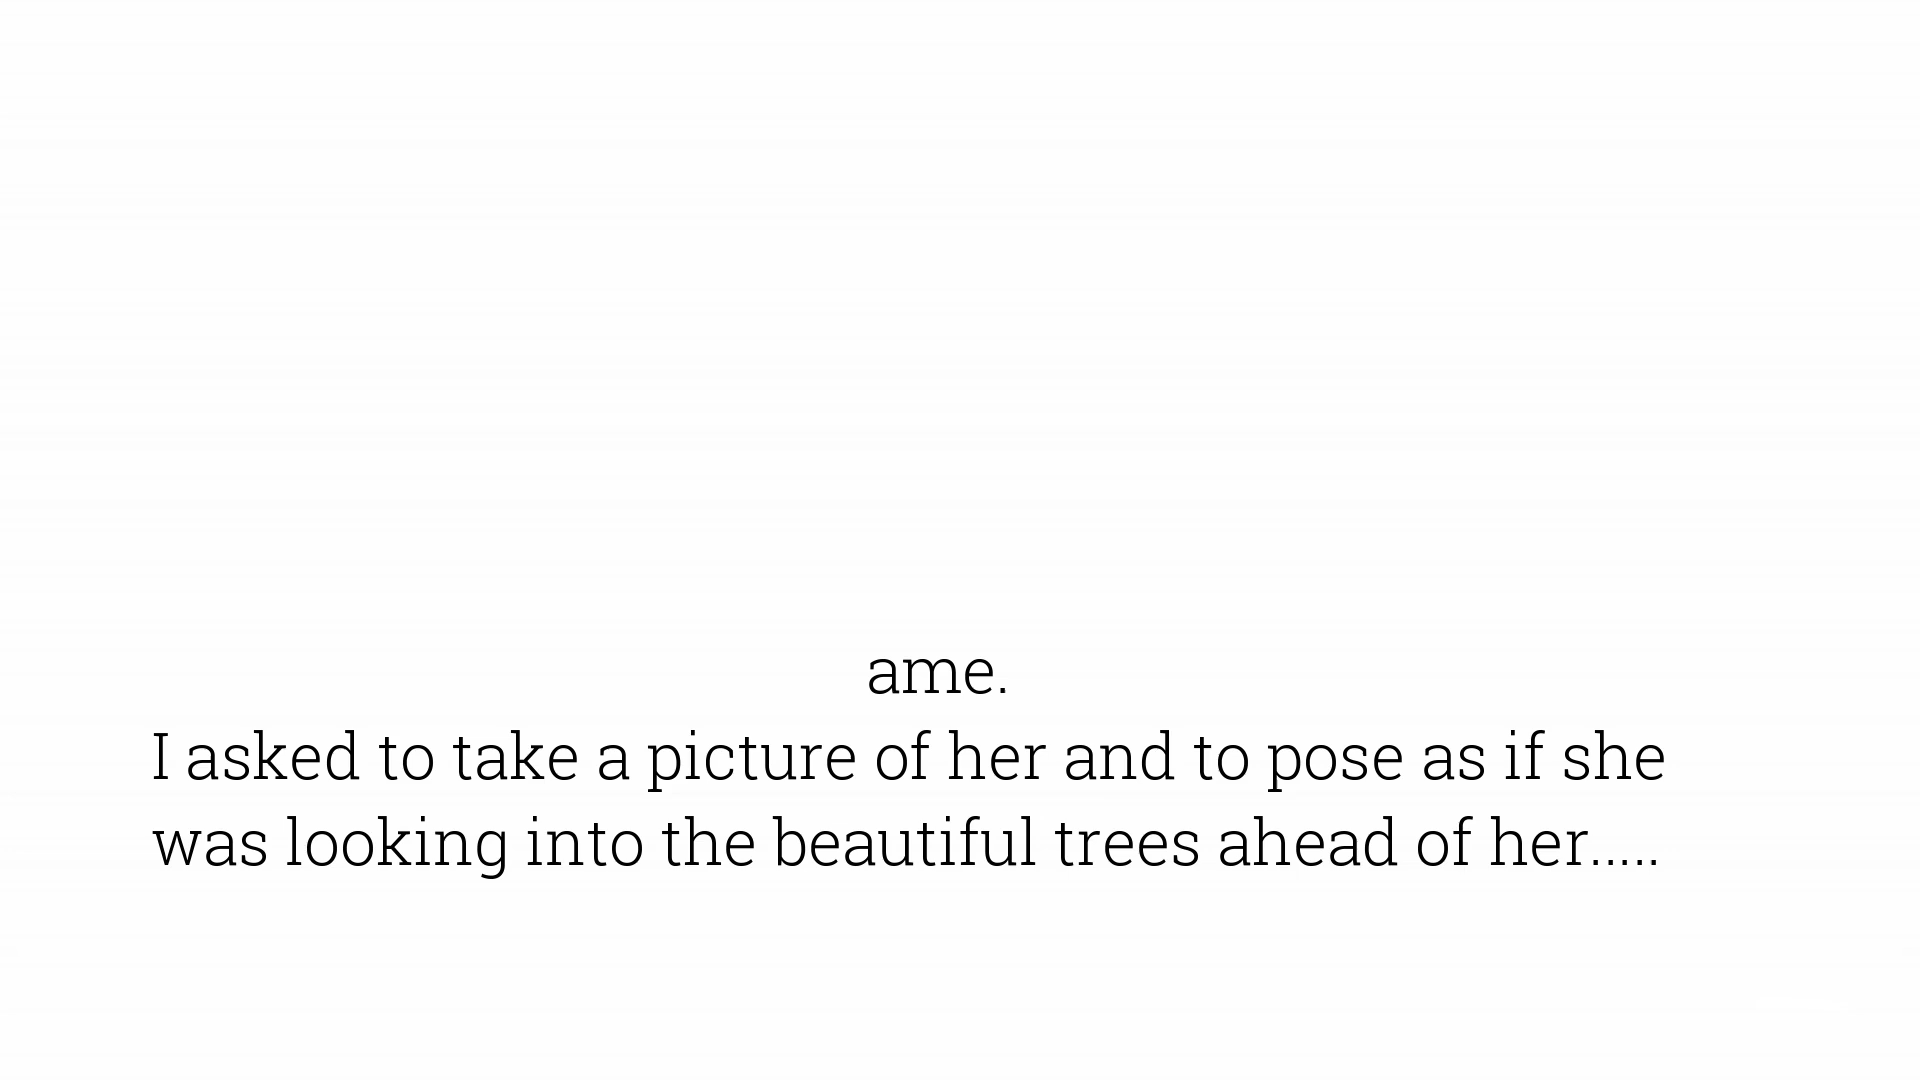 ame.
I asked to take a picture of her and to pose as if she
was looking into the beautiful trees ahead of her.....